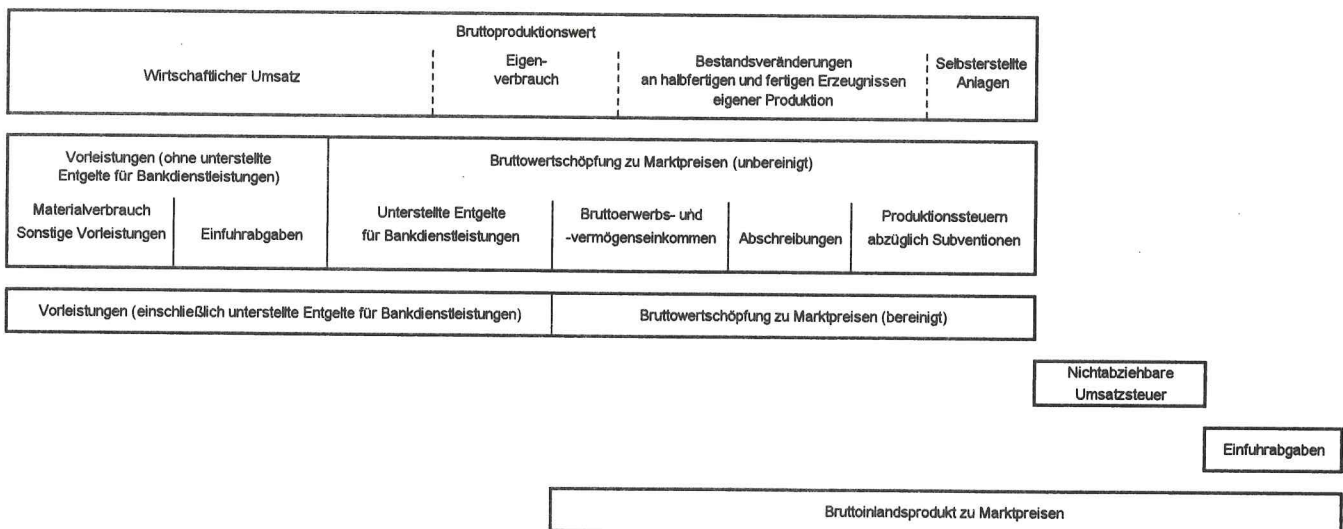 Bruttoproduktionswert
Wirtschaftlicher Umsatz
Eigen-
verbrauch
Bestandsveränderungen
an halbfertigen und fertigen Erzeugnissen
eigener Produktion
Selbsterstellte
Anlagen
Vorleistungen (ohne unterstellte
Entgelte für Bankdienstleistungen)
Bruttowertschöpfung zu Marktpreisen (unbereinigt)
Materialverbrauch
Sonstige Vorleistungen
Einfuhrabgaben
Unterstellte Entgelte
für Bankdienstleistungen
Bruttoerwerbs- und
-vermögenseinkommen
Abschreibungen
Produktionssteuern
abzüglich Subventionen
Vorleistungen (einschließlich unterstellte Entgelte für Bankdienstleistungen)
Bruttowertschöpfung zu Marktpreisen (bereinigt)
Nichtabziehbare
Umsatzsteuer
Einfuhrabgaben
Bruttoinlandsprodukt zu Marktpreisen